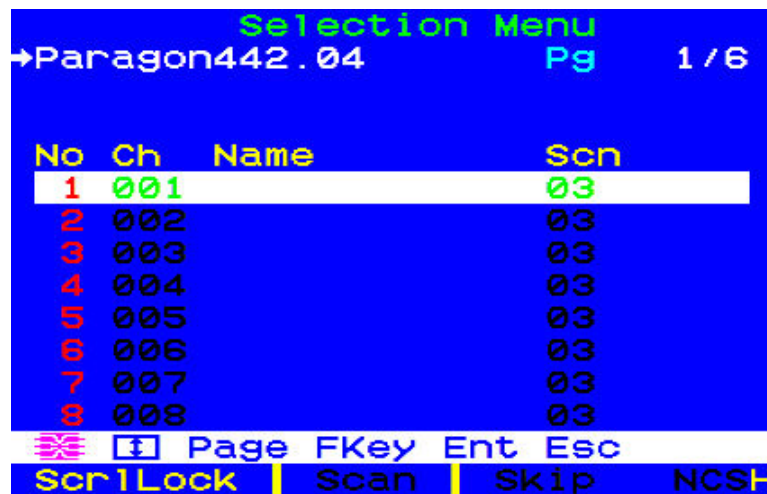 Selection Menu
→Paragon442.04 Pg 1/6
No Ch Name Scn
1 001 03
2 002 03
3 003 03
4 004 03
5 005 03
6 006 03
7 007 03
8 008 03
Page FKey Ent Esc
ScrlLock Scan Skip NCS